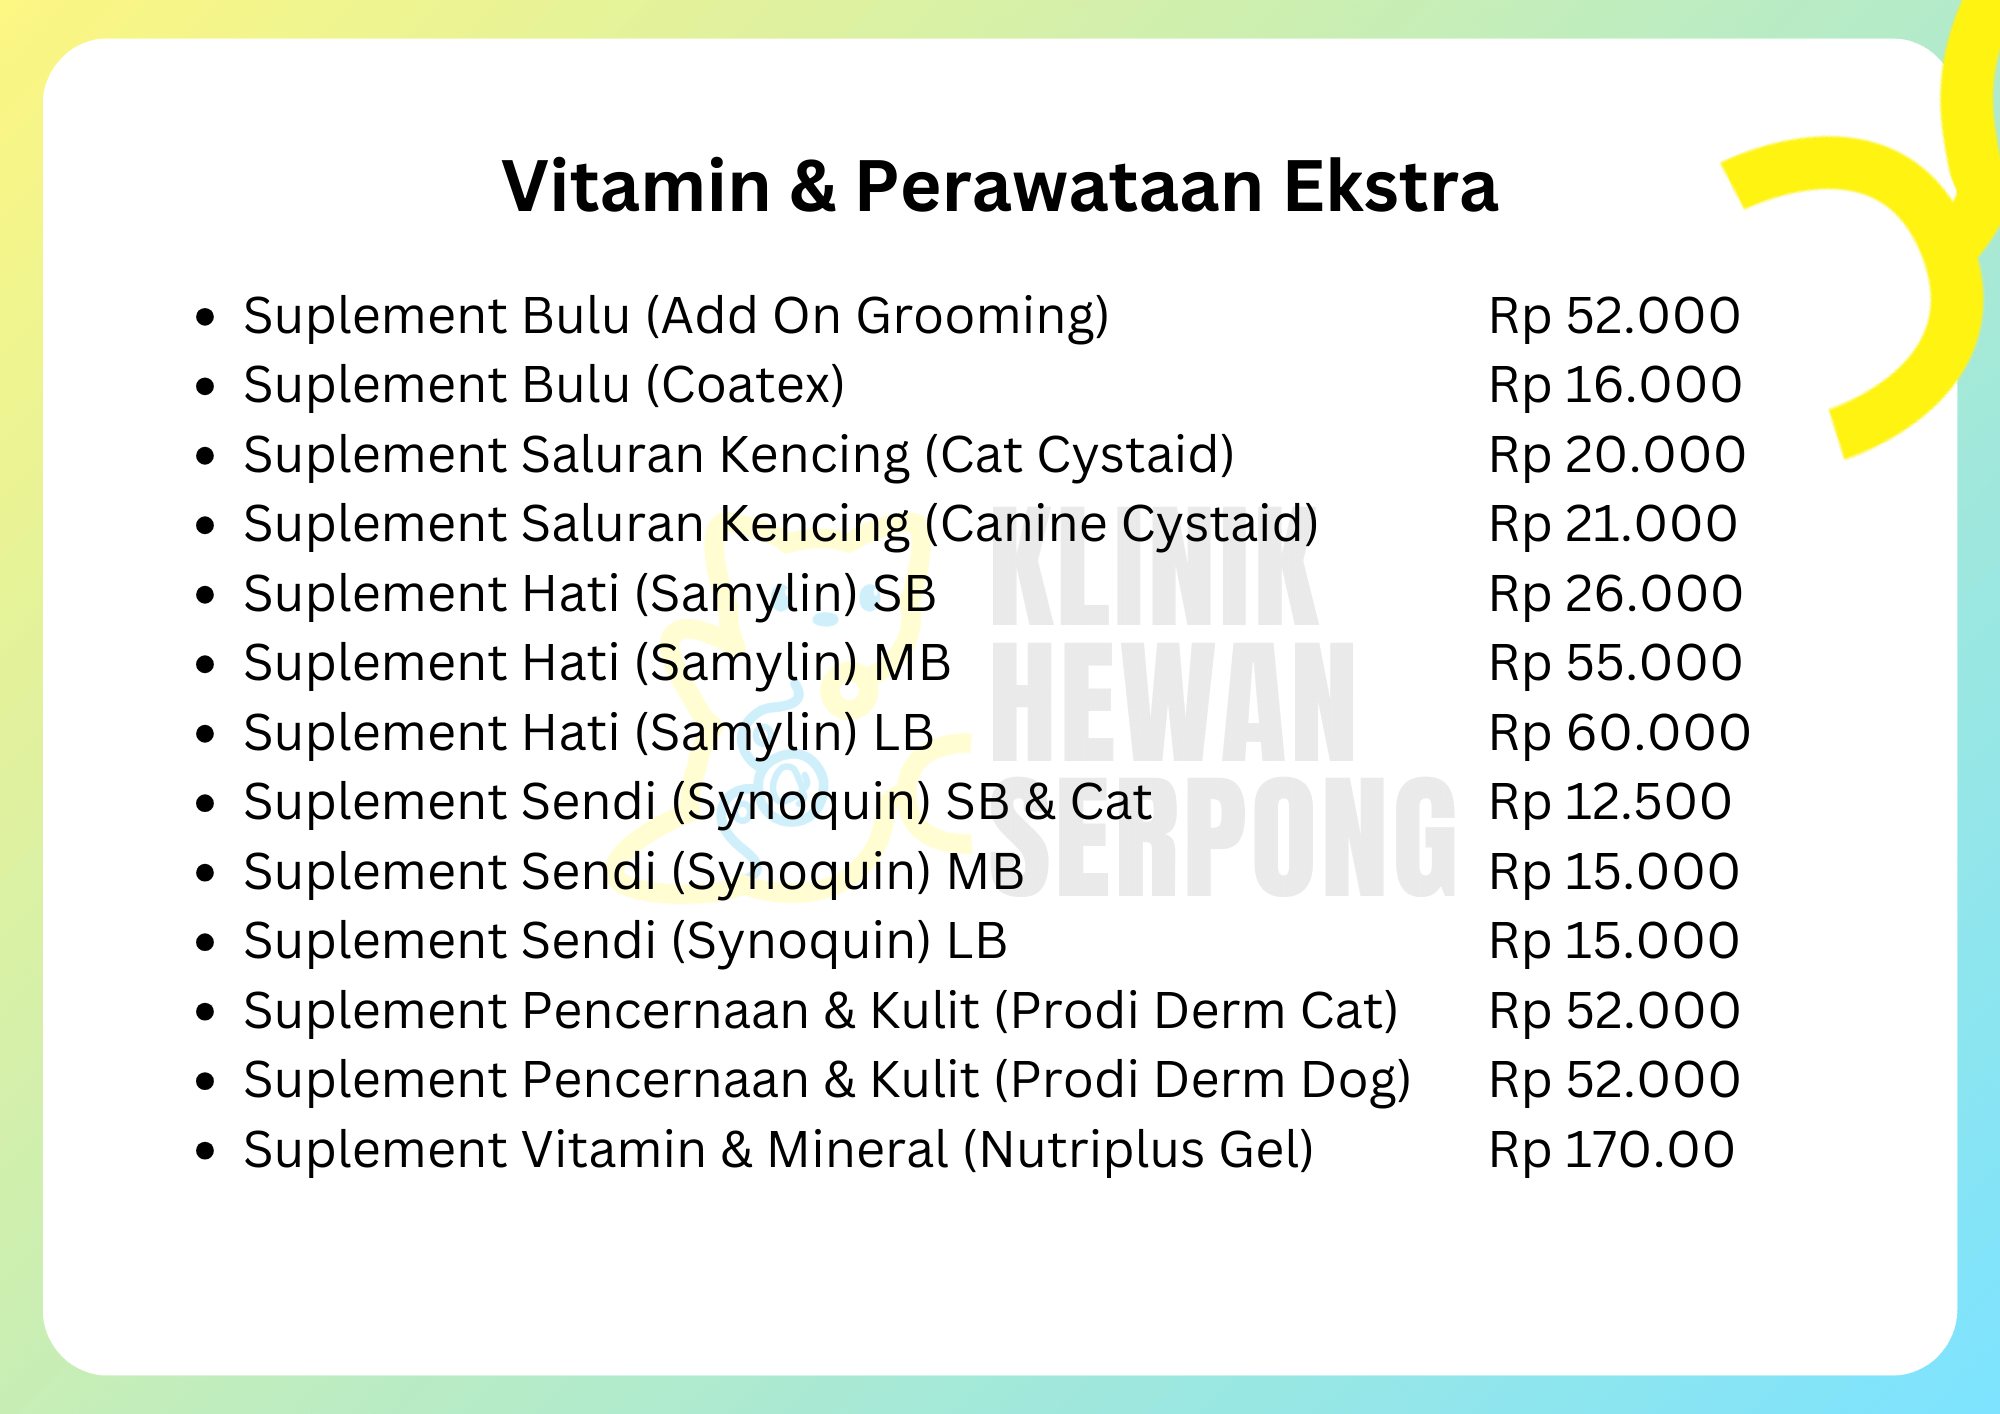 Vitamin & Perawataan Ekstra
• Suplement Bulu (Add On Grooming) Rp 52.000
• Suplement Bulu (Coatex) Rp 16.000
• Suplement Saluran Kencing (Cat Cystaid) Rp 20.000
• Suplement Saluran Kencing (Canine Cystaid) Rp 21.000
• Suplement Hati (Samylin) SB Rp 26.000
• Suplement Hati (Samylin) MB Rp 55.000
• Suplement Hati (Samylin) LB Rp 60.000
• Suplement Sendi (Synoquin) SB & Cat Rp 12.500
• Suplement Sendi (Synoquin) MB Rp 15.000
• Suplement Sendi (Synoquin) LB Rp 15.000
• Suplement Pencernaan & Kulit (Prodi Derm Cat) Rp 52.000
• Suplement Pencernaan & Kulit (Prodi Derm Dog) Rp 52.000
• Suplement Vitamin & Mineral (Nutriplus Gel) Rp 170.00
KLINIK
HEWAN
SERPONG